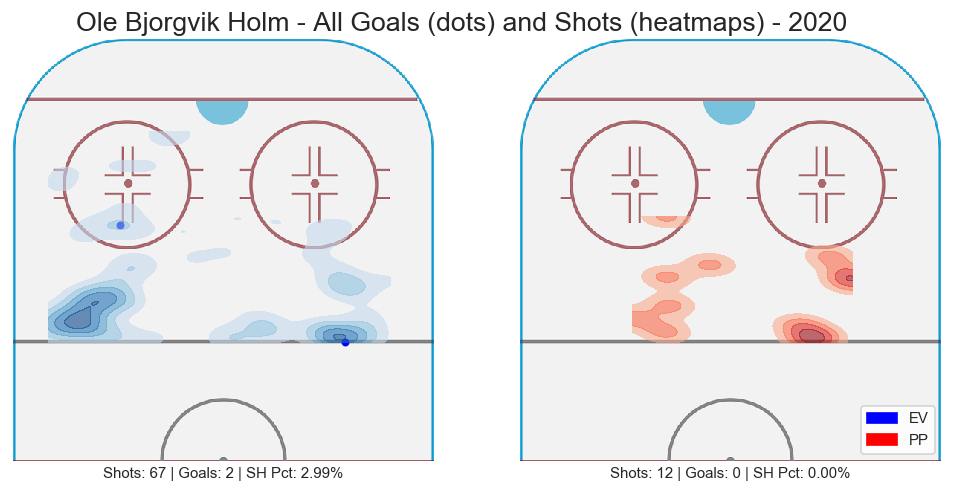 Ole Bjorgvik Holm - All Goals (dots) and Shots (heatmaps) - 2020
EV
PP
Shots: 67 | Goals: 2 | SH Pct: 2.99%
Shots: 12 | Goals: 0 | SH Pct: 0.00%